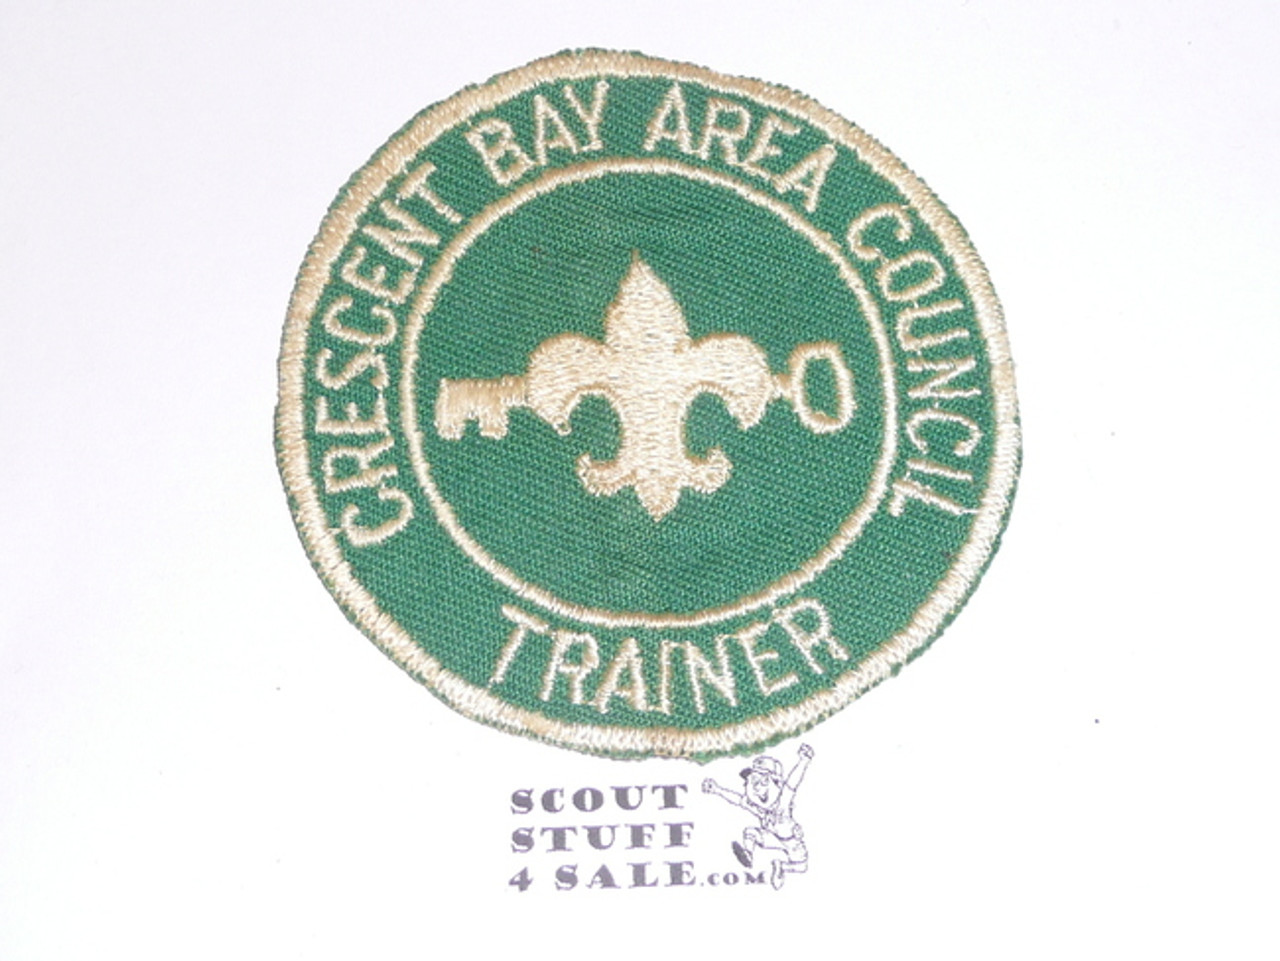 CRESCENT BAY AREA COUNCIL
TRAINER
SCOUT
STUFF
4 SALE.COM